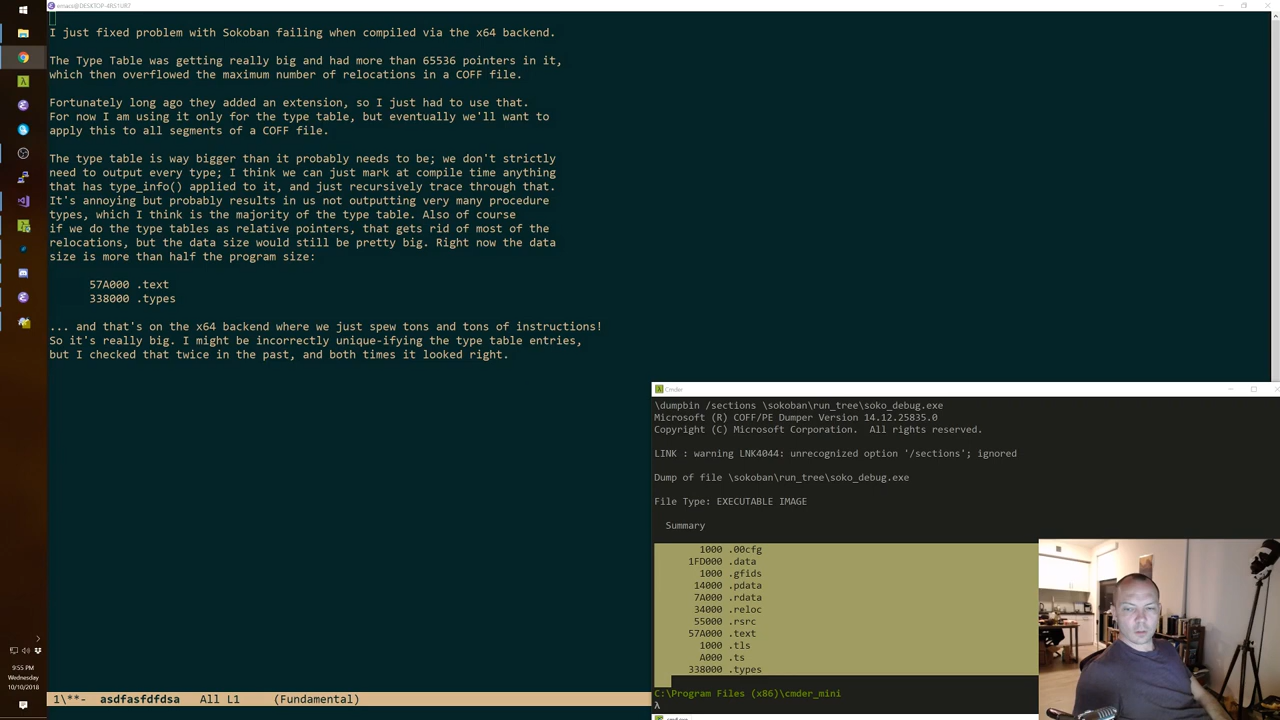 emacs@DESKTOP-4RS1UR7
I just fixed problem with Sokoban failing when compiled via the x64 backend.
The Type Table was getting really big and had more than 65536 pointers in it,
which then overflowed the maximum number of relocations in a COFF file.
Fortunately long ago they added an extension, so I just had to use that.
For now I am using it only for the type table, but eventually we'll want to
apply this to all segments of a COFF file.
The type table is way bigger than it probably needs to be; we don't strictly
need to output every type; I think we can just mark at compile time anything
that has type_info() applied to it, and just recursively trace through that.
It's annoying but probably results in us not outputting very many procedure
types, which I think is the majority of the type table. Also of course
if we do the type tables as relative pointers, that gets rid of most of the
relocations, but the data size would still be pretty big. Right now the data
size is more than half the program size:
57A000 .text
338000 .types
... and that's on the x64 backend where we just spew tons and tons of instructions!
So it's really big. I might be incorrectly unique-ifying the type table entries,
but I checked that twice in the past, and both times it looked right.
Cmder
\dumpbin /sections \sokoban\run_tree\soko_debug.exe
Microsoft (R) COFF/PE Dumper Version 14.12.25835.0
Copyright (C) Microsoft Corporation.  All rights reserved.
LINK : warning LNK4044: unrecognized option '/sections'; ignored
Dump of file \sokoban\run_tree\soko_debug.exe
File Type: EXECUTABLE IMAGE
Summary
1000 .00cfg
1FD000 .data
1000 .gfids
14000 .pdata
7A000 .rdata
34000 .reloc
55000 .rsrc
57A000 .text
1000 .tls
A000 .ts
338000 .types
C:\Program Files (x86)\cmder_mini
λ
9:55 PM
Wednesday
10/10/2018
1\**-  asdfasfdfdsa   All L1     (Fundamental)